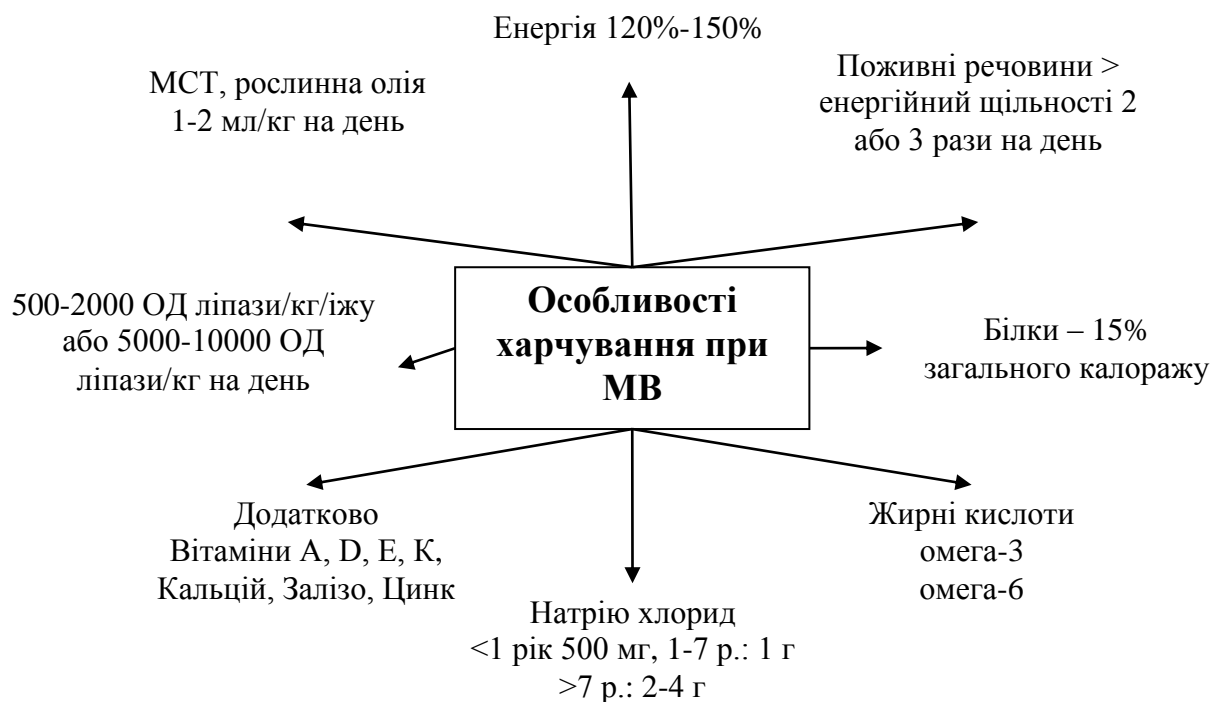 Енергія 120%-150%
МСТ, рослинна олія
1-2 мл/кг на день
Поживні речовини >
енергійний щільності 2
або 3 рази на день
500-2000 ОД ліпази/кг/їжу
або 5000-10000 ОД
ліпази/кг на день
Особливості
харчування при
МВ
Білки – 15%
загального калоражу
Додатково
Вітаміни А, D, Е, К,
Кальцій, Залізо, Цинк
Натрію хлорид
<1 рік 500 мг, 1-7 р.: 1 г
>7 р.: 2-4 г
Жирні кислоти
омега-3
омега-6